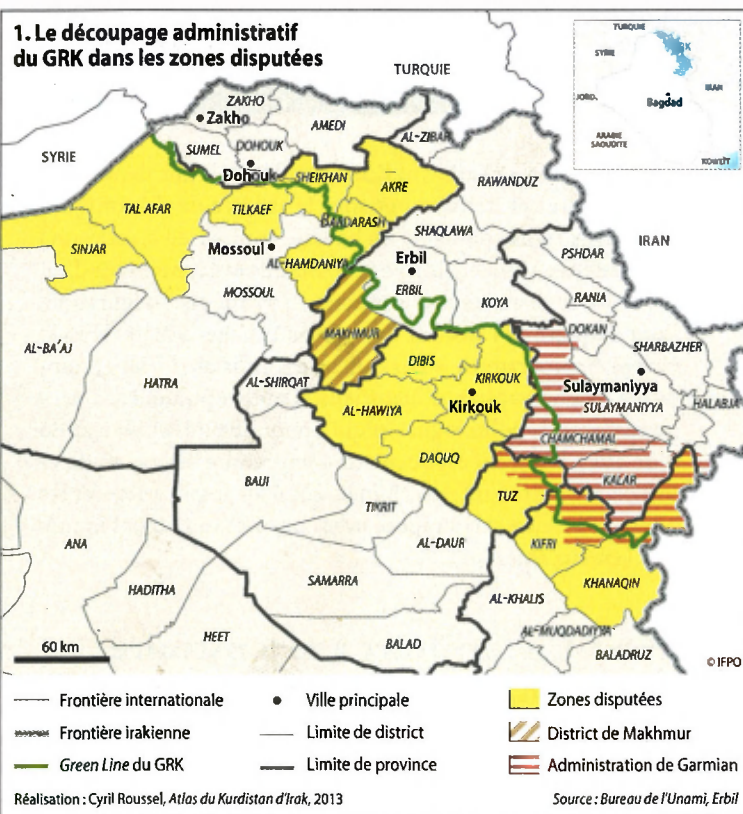 1. Le découpage administratif
du GRK dans les zones disputées
TURQUIE
SYRIE
GRK
IRAN
JORD.
Bagdad
ARABIE
SAOUDITE
KOWEÏT
TURQUIE
ZAKHO
Zakho
AMEDI
AL-ZIBAR
SYRIE
SUMEL
DOHOUK
Dohouk
SHEIKHAN
AKRE
RAWANDUZ
TAL AFAR
TILKAEF
BARDARASH
SHAQLAWA
IRAN
SINJAR
Mossoul
AL-HAMDANIYA
Erbil
PSHDAR
MOSSOUL
ERBIL
KOYA
RANIA
MAKHMUR
DOKAN
AL-BA'AJ
DIBIS
SHARBAZHER
HATRA
AL-SHIRQAT
KIRKOUK
Sulaymaniyya
AL-HAWIYA
Kirkouk
SULAYMANIYYA
HALABJA
CHAMCHAMAL
DAQUQ
BAIJI
KALAR
TUZ
TIKRIT
ANA
AL-DAUR
KIFRI
HADITHA
SAMARRA
KHANAQIN
AL-KHALIS
HEET
AL-MUQDADIYYA
BALAD
BALADRUZ
60 km
© IFPO
Frontière internationale
Ville principale
Zones disputées
Frontière irakienne
Limite de district
District de Makhmur
Green Line du GRK
Limite de province
Administration de Garmian
Réalisation : Cyril Roussel, Atlas du Kurdistan d'Irak, 2013
Source : Bureau de l'Unami, Erbil